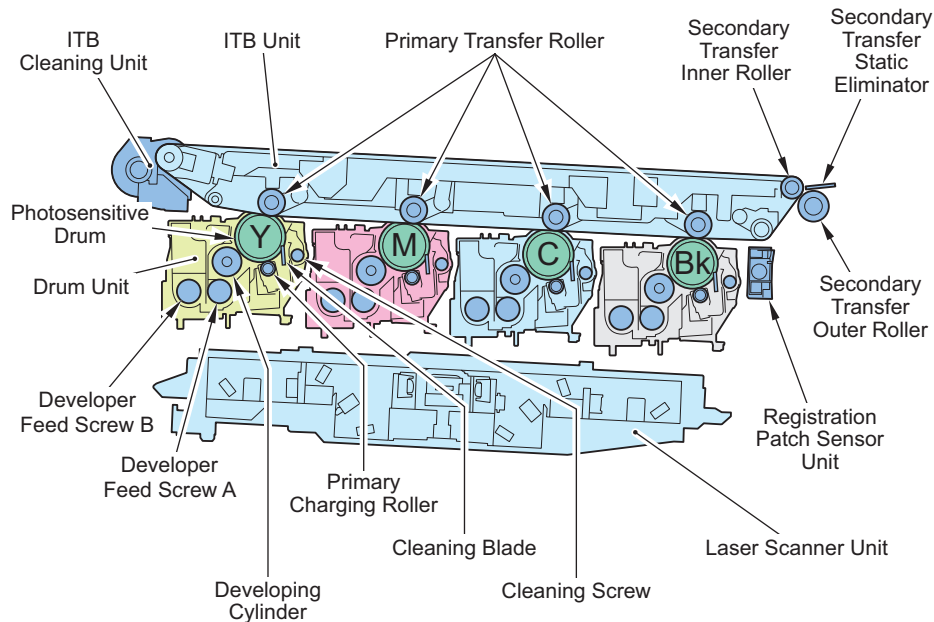 ITB
Cleaning Unit
ITB Unit
Primary Transfer Roller
Secondary
Transfer
Inner Roller
Secondary
Transfer
Static
Eliminator
Photosensitive
Drum
Drum Unit
Y
M
C
Bk
Secondary
Transfer
Outer Roller
Developer
Feed Screw B
Developer
Feed Screw A
Primary
Charging Roller
Registration
Patch Sensor
Unit
Cleaning Blade
Laser Scanner Unit
Developing
Cylinder
Cleaning Screw